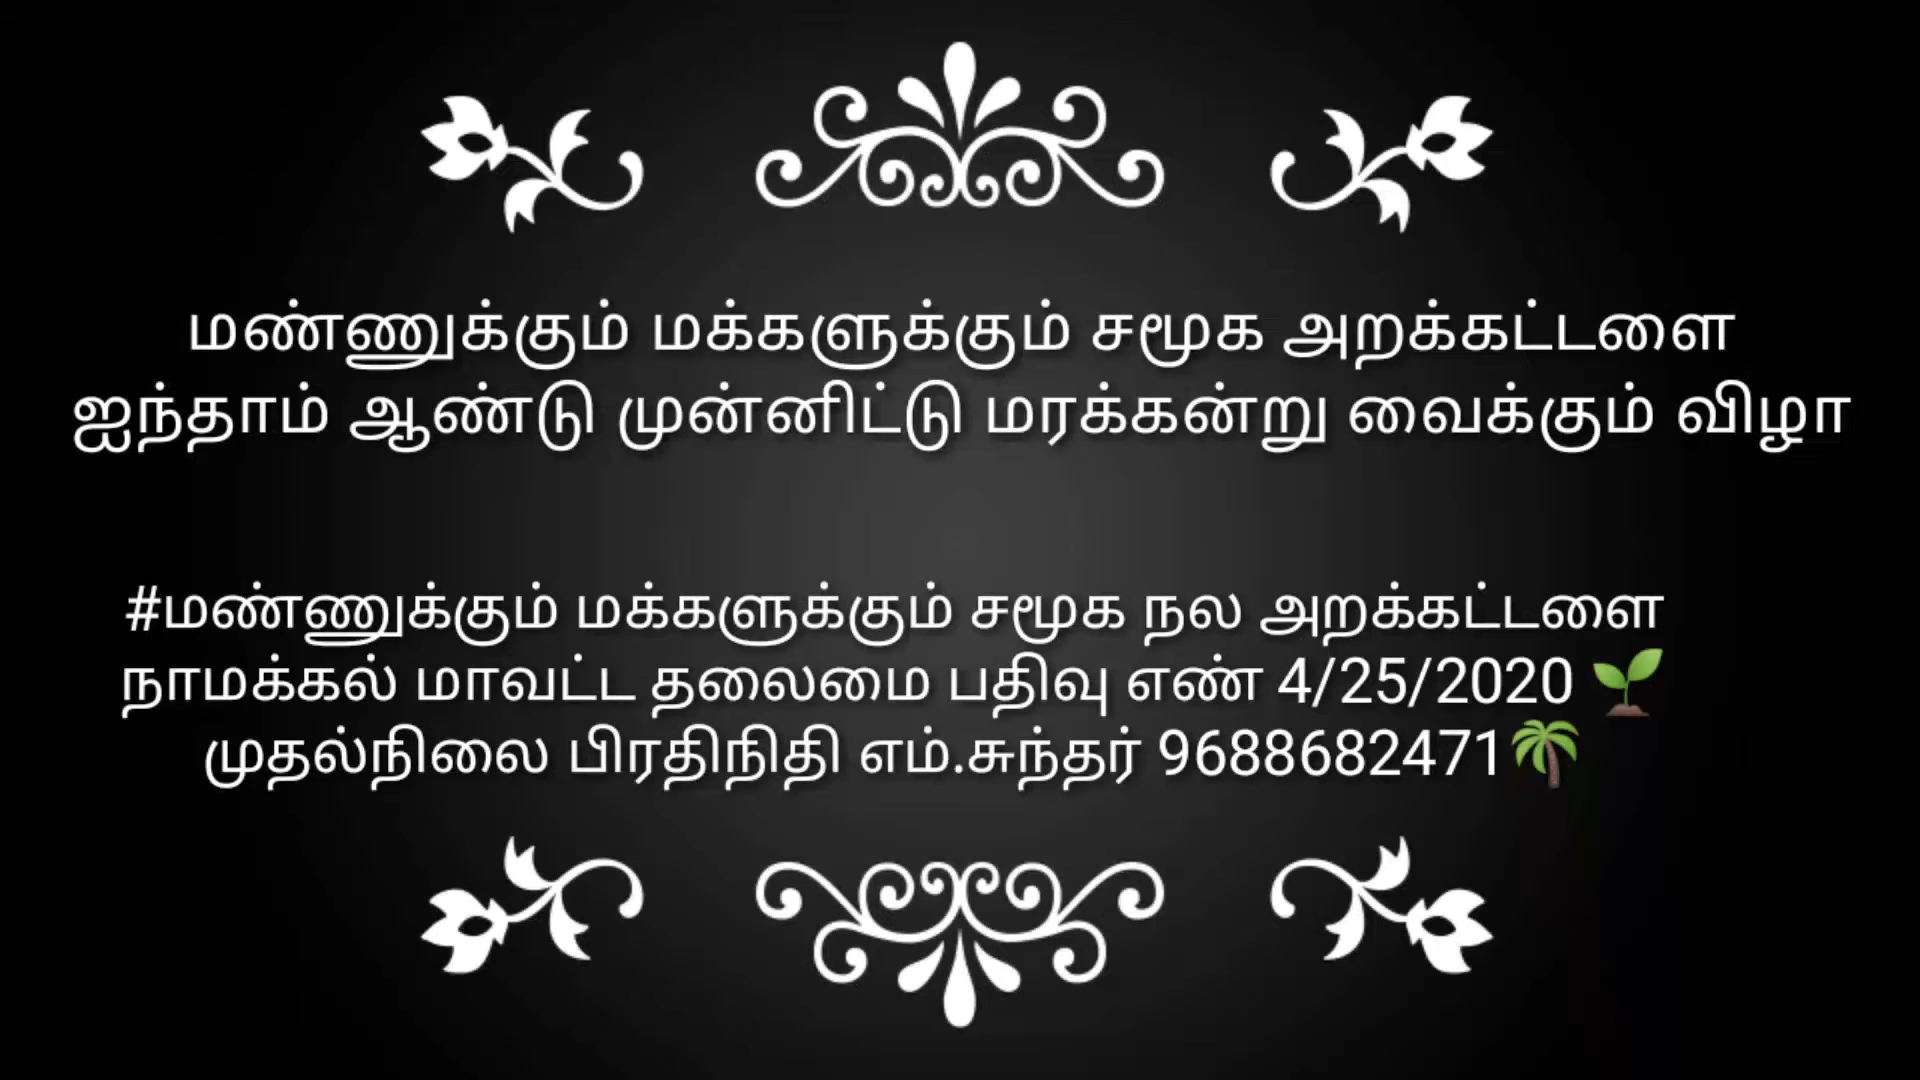 மண்ணுக்கும் மக்களுக்கும் சமூக அறக்கட்டளை
ஐந்தாம் ஆண்டு முன்னிட்டு மரக்கன்று வைக்கும் விழா
#மண்ணுக்கும் மக்களுக்கும் சமூக நல அறக்கட்டளை
நாமக்கல் மாவட்ட தலைமை பதிவு எண் 4/25/2020 🌱
முதல்நிலை பிரதிநிதி எம்.சுந்தர் 9688682471🌴